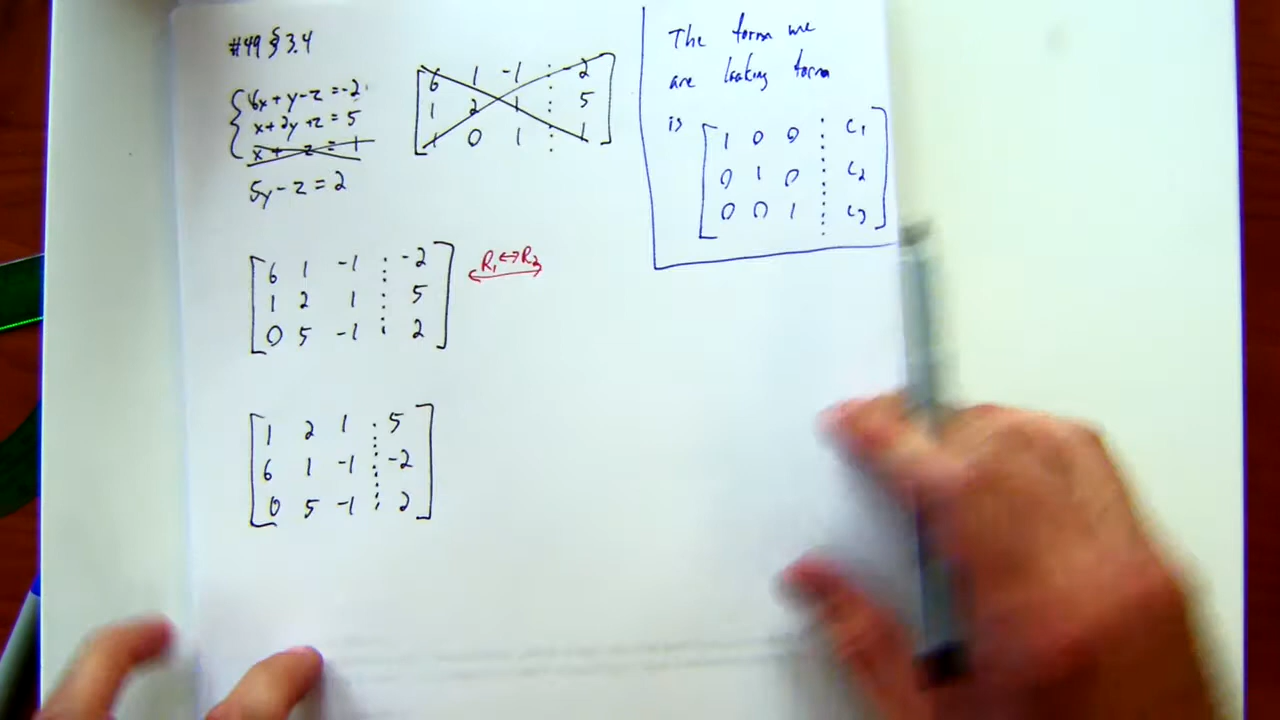 #49 § 3.4
6x + y - z = -2
x + 2y + z = 5
x + z = 1
5y - z = 2
6 1 -1 ⋮ -2
1 2 1 ⋮ 5
1 0 1 ⋮ 1
The form we
are looking form
is
1 0 0 ⋮ C1
0 1 0 ⋮ C2
0 0 1 ⋮ C3
6 1 -1 ⋮ -2
1 2 1 ⋮ 5
0 5 -1 ⋮ 2
R1 ↔ R2
1 2 1 ⋮ 5
6 1 -1 ⋮ -2
0 5 -1 ⋮ 2